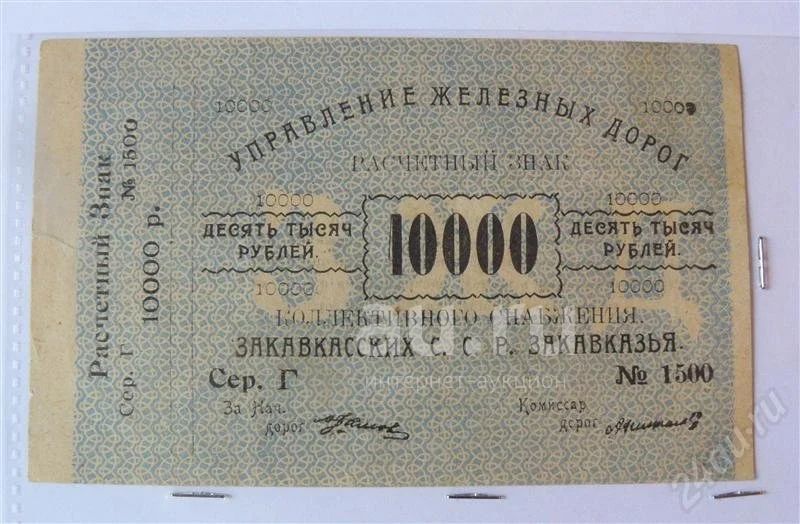 Расчетный Знак
№ 1500
Сер. Г
10000 р.
10000
10000
УПРАВЛЕНИЕ ЖЕЛЕЗНЫХ ДОРОГ
РАСЧЕТНЫЙ ЗНАК
10000
10000
ДЕСЯТЬ ТЫСЯЧ
РУБЛЕЙ.
10000
ДЕСЯТЬ ТЫСЯЧ
РУБЛЕЙ.
10000
10000
КОЛЛЕКТИВНОГО СНАБЖЕНИЯ.
ЗАКАВКАССКИХ С. С. Р. ЗАКАВКАЗЬЯ.
интернет-аукцион
Сер. Г
№ 1500
За Нач.
дорог
Комиссар
дорог
24au.ru